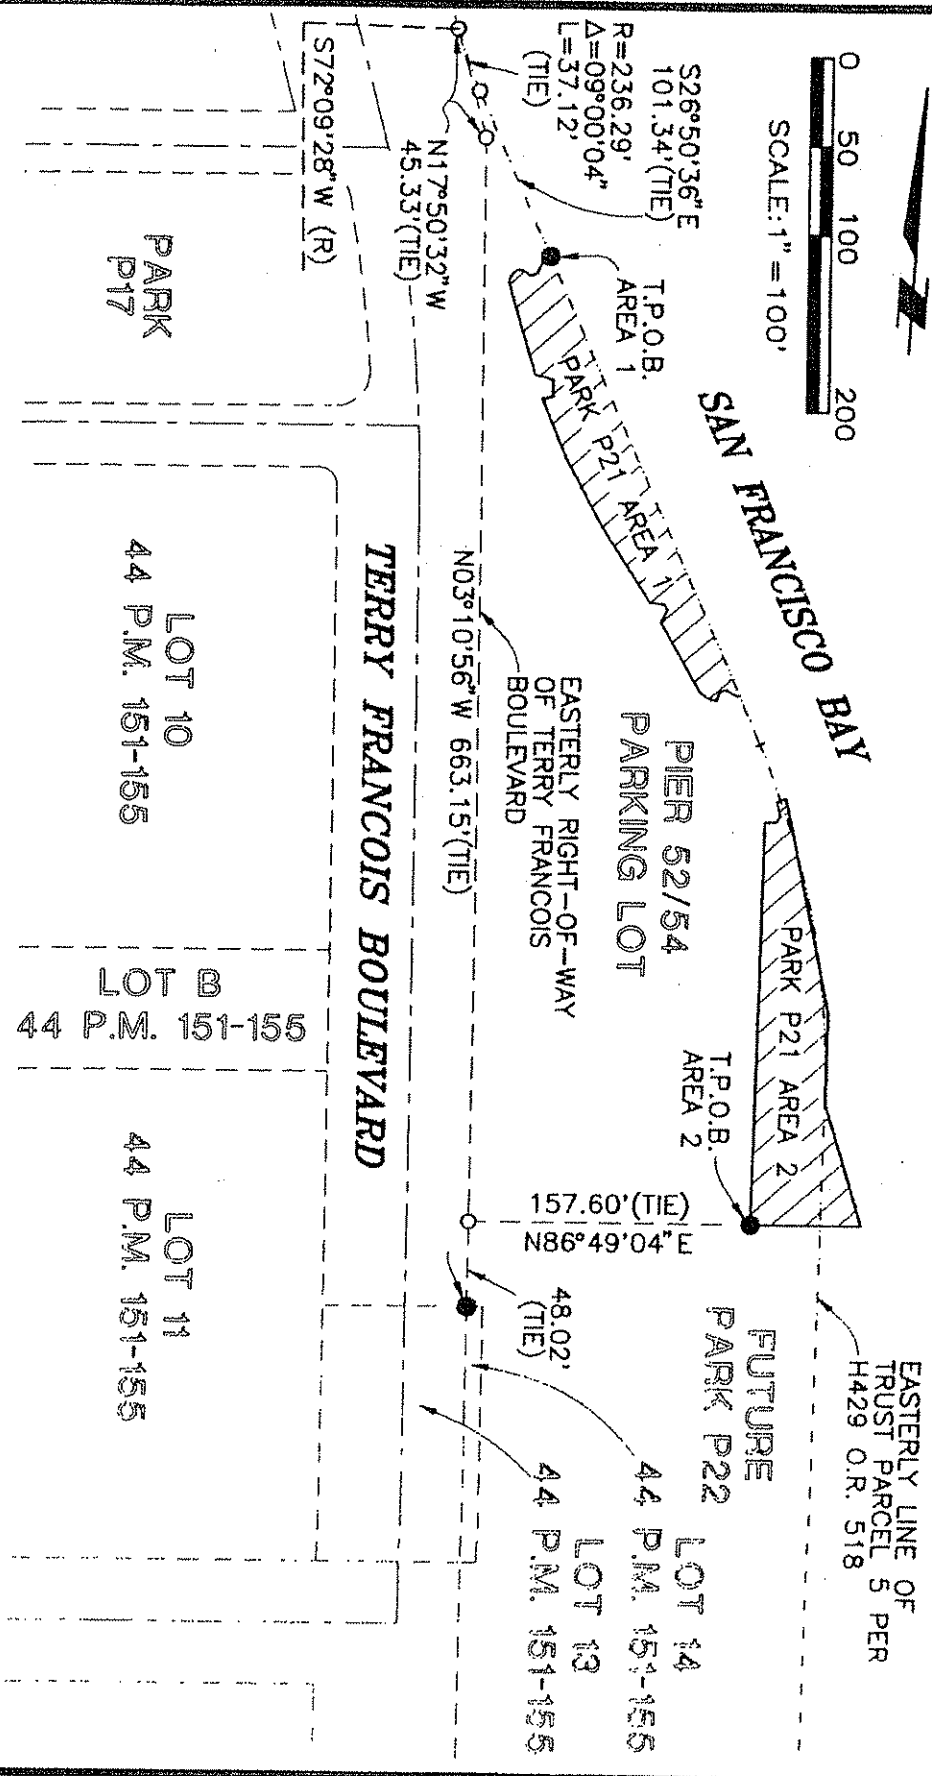 0 50 100 200
SCALE: 1" = 100'
S26°50'36"E
101.34'(TIE)
R=236.29'
Δ=09°00'04"
L=37.12'
(TIE)
N17°50'32"W
45.33'(TIE)
S72°09'28"W (R)
PARK
P17
T.P.O.B.
AREA 1
PARK P21 AREA 1
SAN FRANCISCO BAY
PIER 52/54
PARKING LOT
EASTERLY RIGHT-OF-WAY
OF TERRY FRANCOIS
BOULEVARD
N03°10'56"W 663.15'(TIE)
TERRY FRANCOIS BOULEVARD
LOT 10
44 P.M. 151-155
LOT B
44 P.M. 151-155
LOT 11
44 P.M. 151-155
PARK P21 AREA 2
T.P.O.B.
AREA 2
157.60'(TIE)
N86°49'04"E
48.02'
(TIE)
FUTURE
PARK P22
EASTERLY LINE OF
TRUST PARCEL 5 PER
H429 O.R. 518
LOT 14
44 P.M. 151-155
LOT 13
44 P.M. 151-155